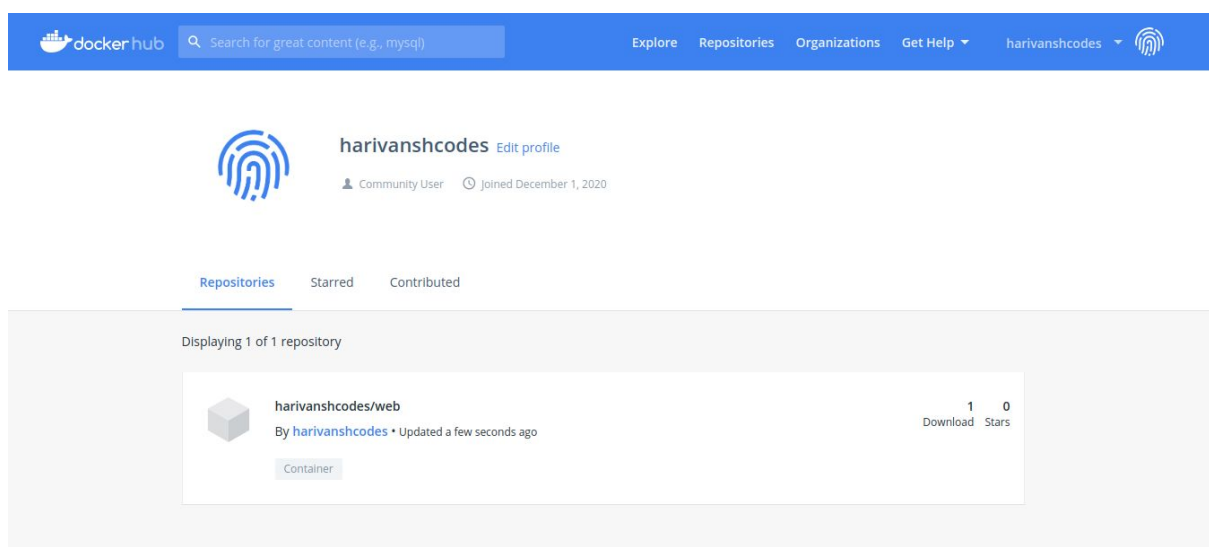 docker hub Search for great content (e.g., mysql) Explore Repositories Organizations Get Help harivanshcodes
harivanshcodes Edit profile
Community User Joined December 1, 2020
Repositories Starred Contributed
Displaying 1 of 1 repository
harivanshcodes/web 1 0
By harivanshcodes • Updated a few seconds ago Download Stars
Container